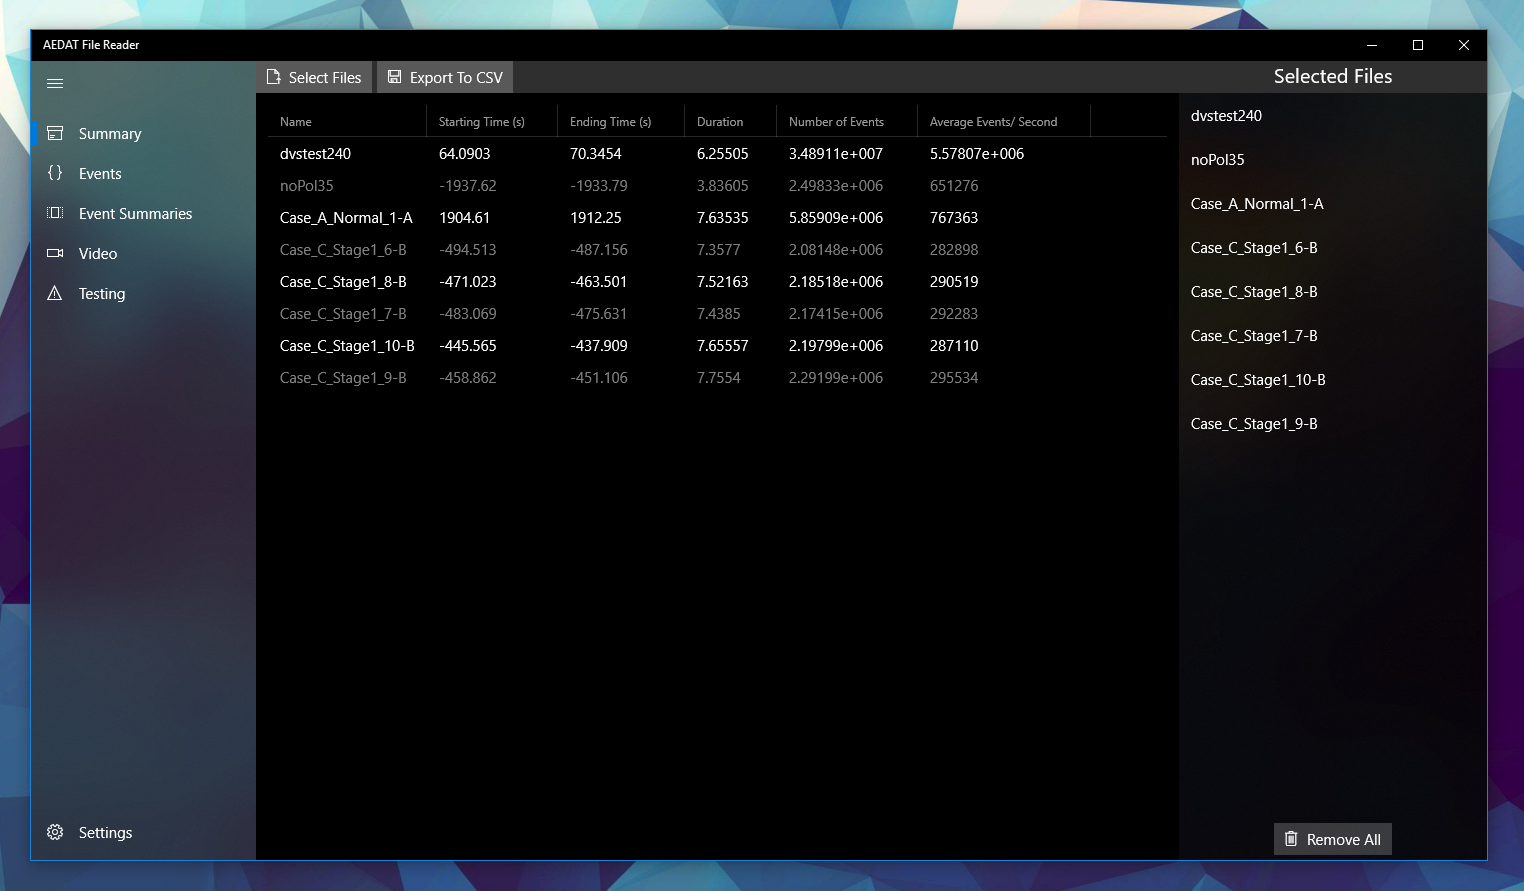 AEDAT File Reader
Select Files
Export To CSV
Selected Files
Summary
Events
Event Summaries
Video
Testing
Settings
Name Starting Time (s) Ending Time (s) Duration Number of Events Average Events/ Second
dvstest240 64.0903 70.3454 6.25505 3.48911e+007 5.57807e+006
noPol35 -1937.62 -1933.79 3.83605 2.49833e+006 651276
Case_A_Normal_1-A 1904.61 1912.25 7.63535 5.85909e+006 767363
Case_C_Stage1_6-B -494.513 -487.156 7.3577 2.08148e+006 282898
Case_C_Stage1_8-B -471.023 -463.501 7.52163 2.18518e+006 290519
Case_C_Stage1_7-B -483.069 -475.631 7.4385 2.17415e+006 292283
Case_C_Stage1_10-B -445.565 -437.909 7.65557 2.19799e+006 287110
Case_C_Stage1_9-B -458.862 -451.106 7.7554 2.29199e+006 295534
dvstest240
noPol35
Case_A_Normal_1-A
Case_C_Stage1_6-B
Case_C_Stage1_8-B
Case_C_Stage1_7-B
Case_C_Stage1_10-B
Case_C_Stage1_9-B
Remove All